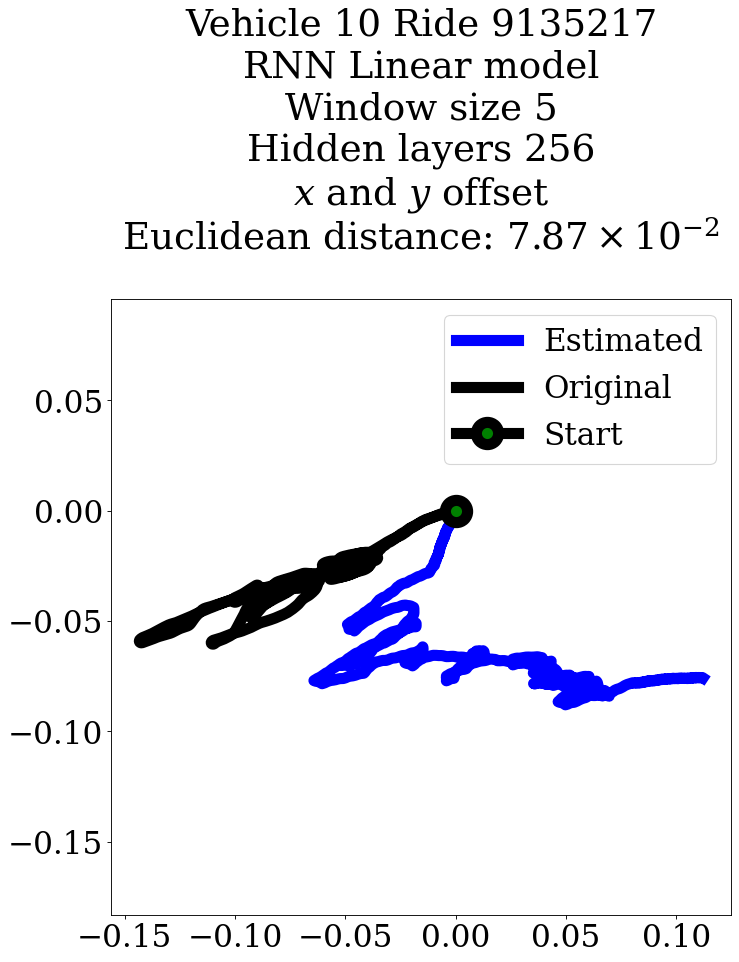 Vehicle 10 Ride 9135217
RNN Linear model
Window size 5
Hidden layers 256
x and y offset
Euclidean distance: 7.87 × 10⁻²
Estimated
Original
Start
0.05
0.00
−0.05
−0.10
−0.15
−0.15 −0.10 −0.05 0.00 0.05 0.10